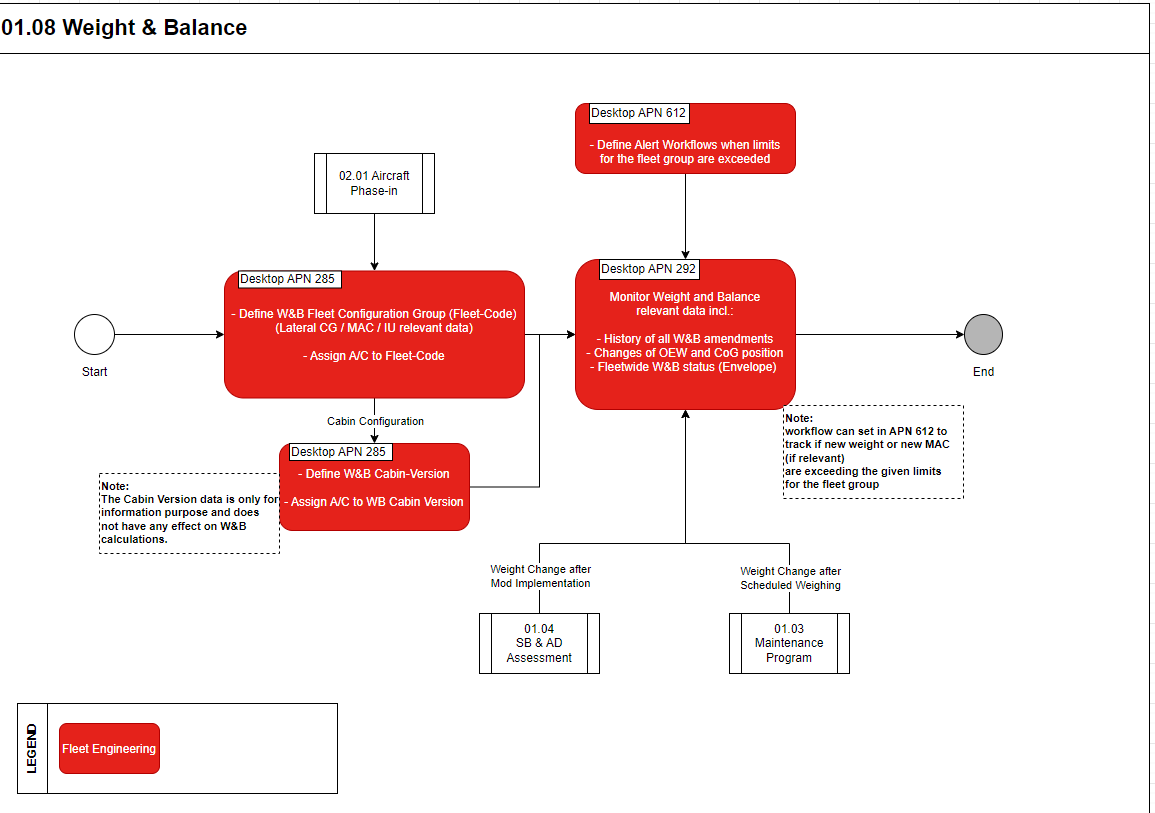 01.08 Weight & Balance
Desktop APN 612
- Define Alert Workflows when limits
for the fleet group are exceeded
02.01 Aircraft
Phase-in
Desktop APN 285
- Define W&B Fleet Configuration Group (Fleet-Code)
(Lateral CG / MAC / IU relevant data)
- Assign A/C to Fleet-Code
Desktop APN 292
Monitor Weight and Balance
relevant data incl.:
- History of all W&B amendments
- Changes of OEW and CoG position
- Fleetwide W&B status (Envelope)
Start
End
Cabin Configuration
Desktop APN 285
- Define W&B Cabin-Version
- Assign A/C to WB Cabin Version
Note:
The Cabin Version data is only for
information purpose and does
not have any effect on W&B
calculations.
Note:
workflow can set in APN 612 to
track if new weight or new MAC
(if relevant)
are exceeding the given limits
for the fleet group
Weight Change after
Mod Implementation
Weight Change after
Scheduled Weighing
01.04
SB & AD
Assessment
01.03
Maintenance
Program
LEGEND
Fleet Engineering